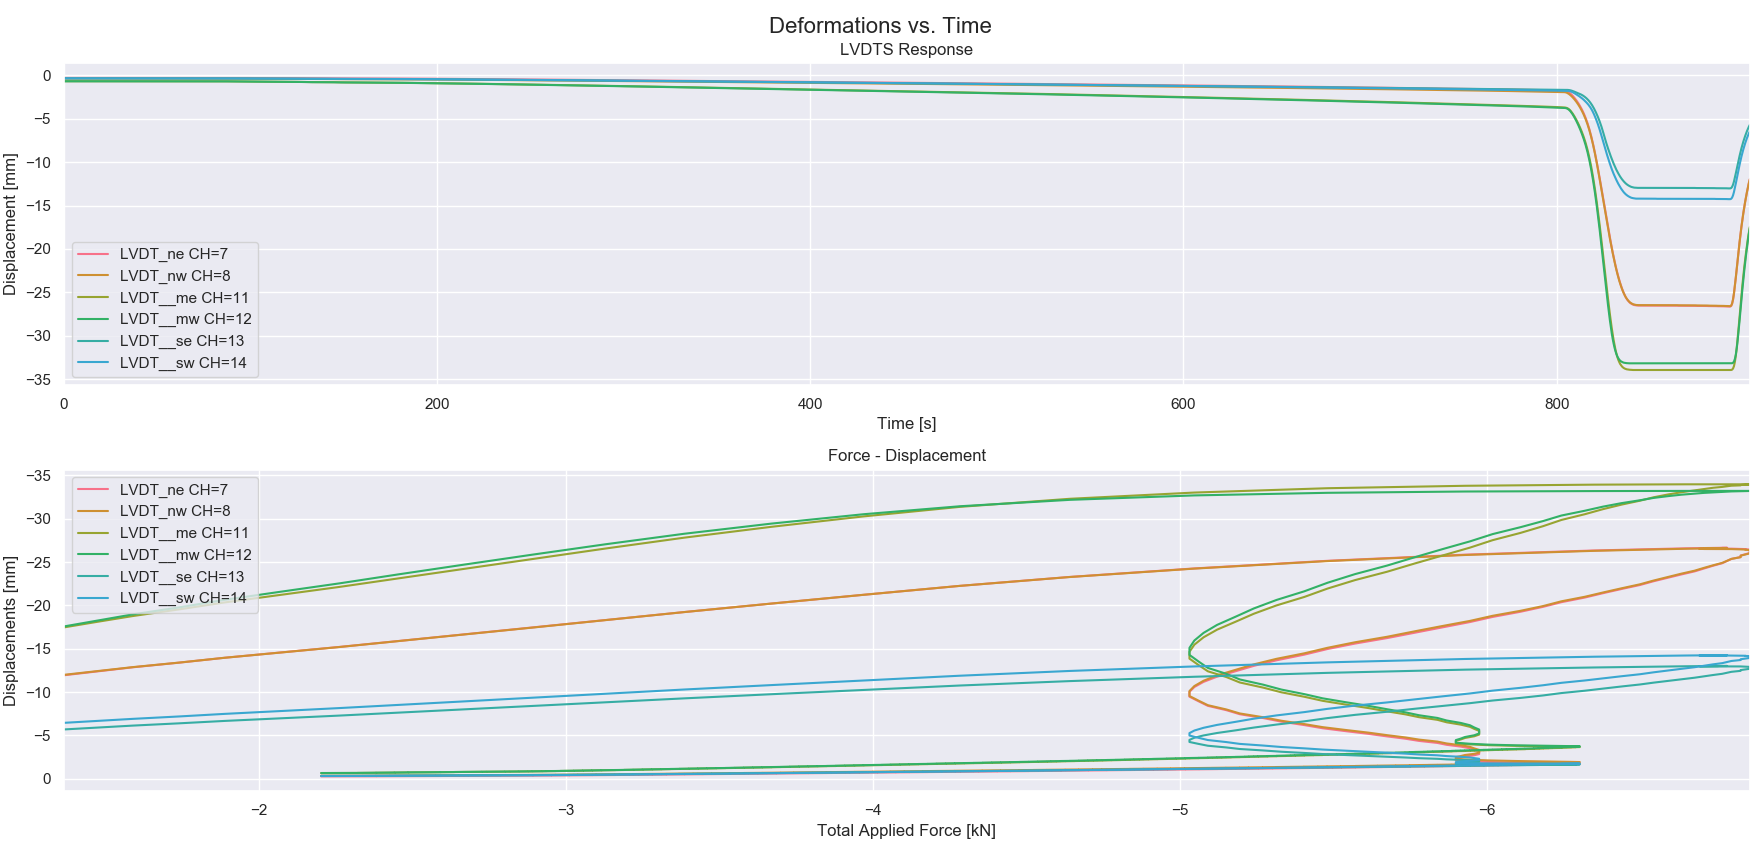 Deformations vs. Time
LVDTS Response
Displacement [mm]
0
−5
−10
−15
−20
−25
−30
−35
LVDT_ne CH=7
LVDT_nw CH=8
LVDT__me CH=11
LVDT__mw CH=12
LVDT__se CH=13
LVDT__sw CH=14
0 200 400 600 800
Time [s]
Force - Displacement
Displacements [mm]
−35
−30
−25
−20
−15
−10
−5
0
LVDT_ne CH=7
LVDT_nw CH=8
LVDT__me CH=11
LVDT__mw CH=12
LVDT__se CH=13
LVDT__sw CH=14
−2 −3 −4 −5 −6
Total Applied Force [kN]